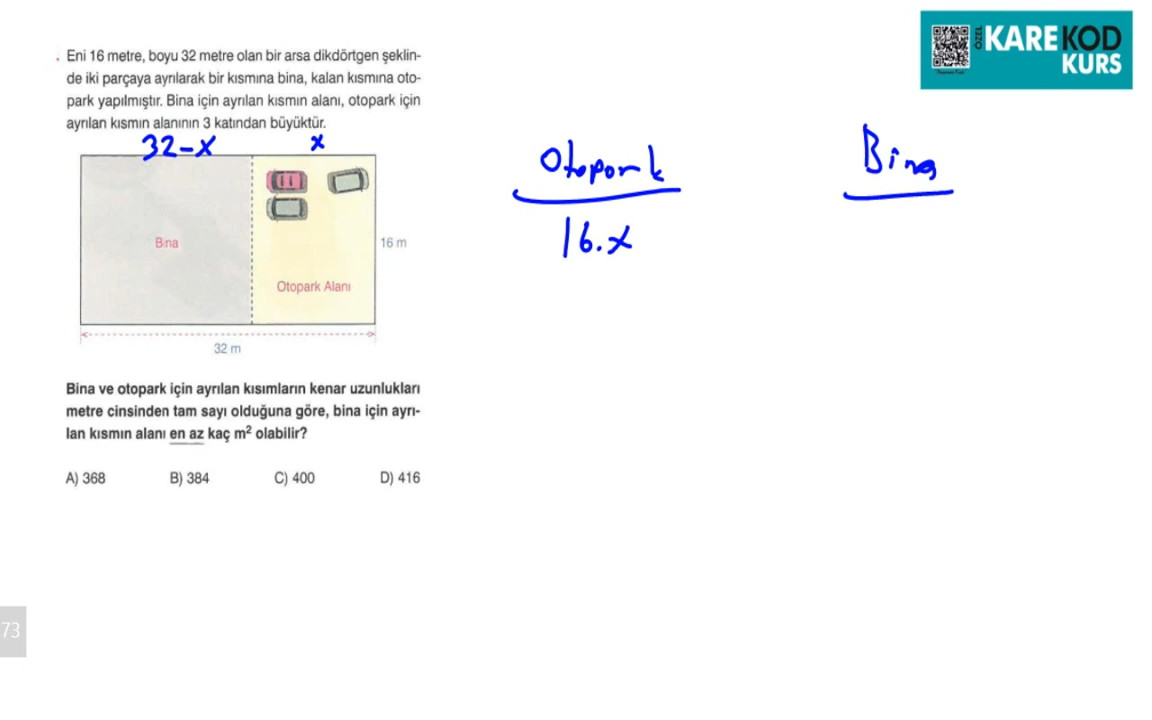 ÖZEL KAREKOD
KURS
. Eni 16 metre, boyu 32 metre olan bir arsa dikdörtgen şeklin-
de iki parçaya ayrılarak bir kısmına bina, kalan kısmına oto-
park yapılmıştır. Bina için ayrılan kısmın alanı, otopark için
ayrılan kısmın alanının 3 katından büyüktür.
32-x x
Bina
16 m
Otopark Alanı
32 m
Bina ve otopark için ayrılan kısımların kenar uzunlukları
metre cinsinden tam sayı olduğuna göre, bina için ayrı-
lan kısmın alanı en az kaç m² olabilir?
A) 368 B) 384 C) 400 D) 416
Otopark Bina
16.x
73